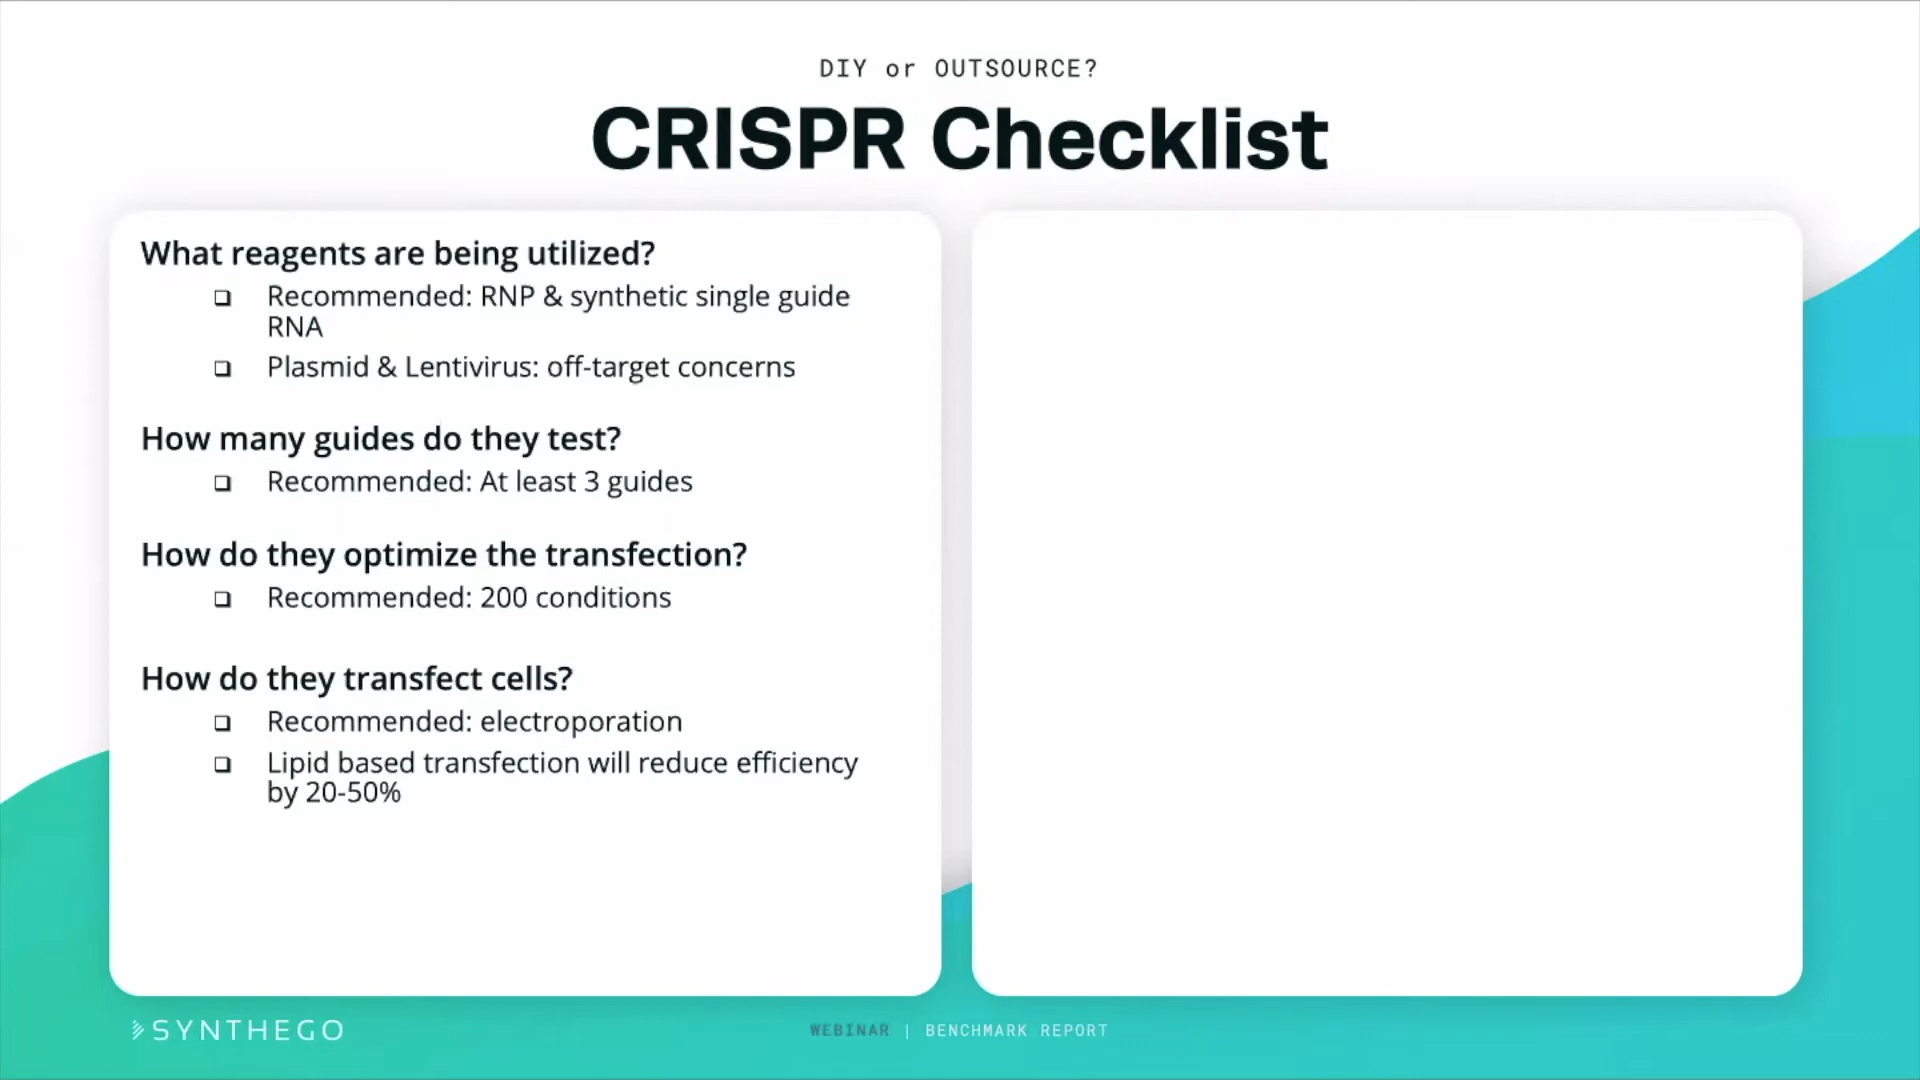 DIY or OUTSOURCE?
CRISPR Checklist
What reagents are being utilized?
❑ Recommended: RNP & synthetic single guide
RNA
❑ Plasmid & Lentivirus: off-target concerns
How many guides do they test?
❑ Recommended: At least 3 guides
How do they optimize the transfection?
❑ Recommended: 200 conditions
How do they transfect cells?
❑ Recommended: electroporation
❑ Lipid based transfection will reduce efficiency
by 20-50%
SYNTHEGO
WEBINAR | BENCHMARK REPORT